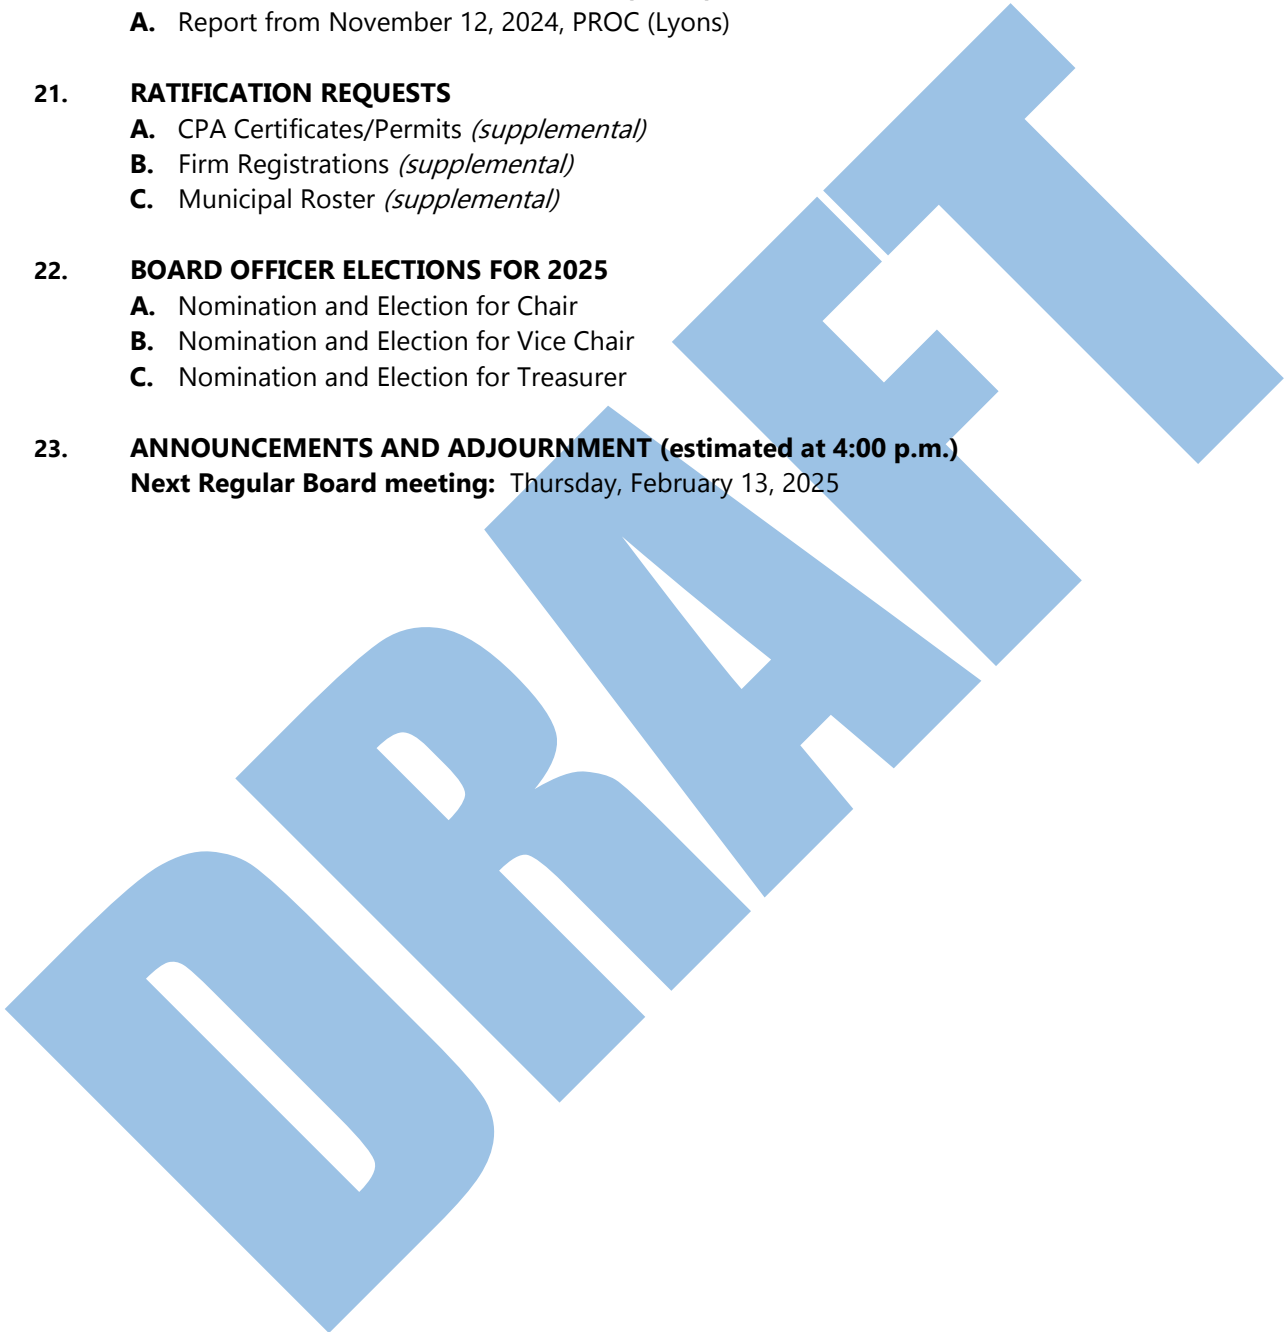 A. Report from November 12, 2024, PROC (Lyons)
21. RATIFICATION REQUESTS
A. CPA Certificates/Permits (supplemental)
B. Firm Registrations (supplemental)
C. Municipal Roster (supplemental)
22. BOARD OFFICER ELECTIONS FOR 2025
A. Nomination and Election for Chair
B. Nomination and Election for Vice Chair
C. Nomination and Election for Treasurer
23. ANNOUNCEMENTS AND ADJOURNMENT (estimated at 4:00 p.m.)
Next Regular Board meeting: Thursday, February 13, 2025
DRAFT